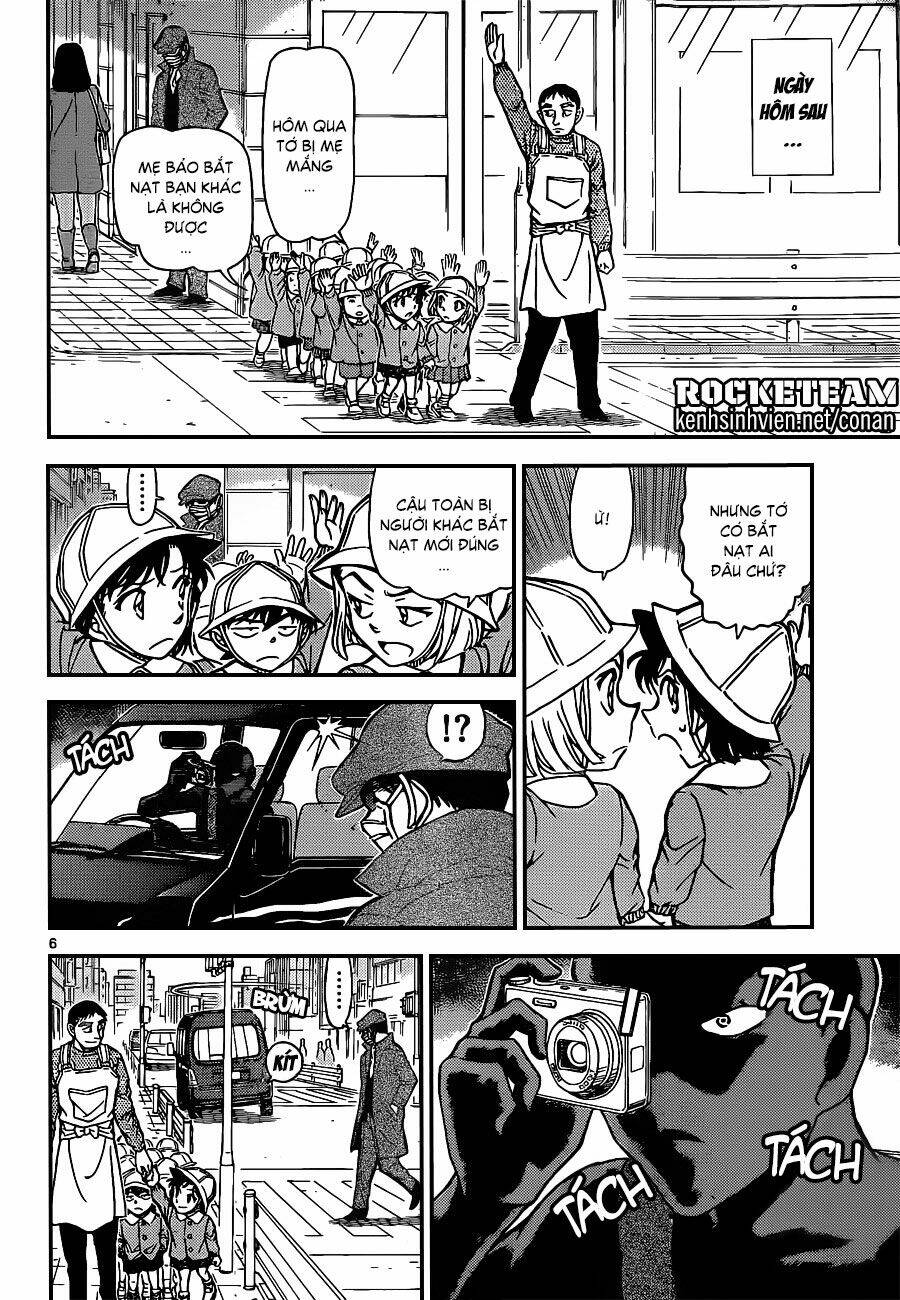 NGÀY
HÔM SAU
...
HÔM QUA
TỚ BỊ MẸ
MẮNG
...
MẸ BẢO BẮT
NẠT BẠN KHÁC
LÀ KHÔNG
ĐƯỢC
...
ROCKETEAM
kenhsinhvien.net/conan
NHƯNG TỚ
CÓ BẮT
NẠT AI
ĐÂU CHỨ?
Ừ!
CẬU TOÀN BỊ
NGƯỜI KHÁC BẮT
NẠT MỚI ĐÚNG
...
.....
!?
TÁCH
6
TÁCH
TÁCH
TÁCH
.....
BRÙM
KÍT